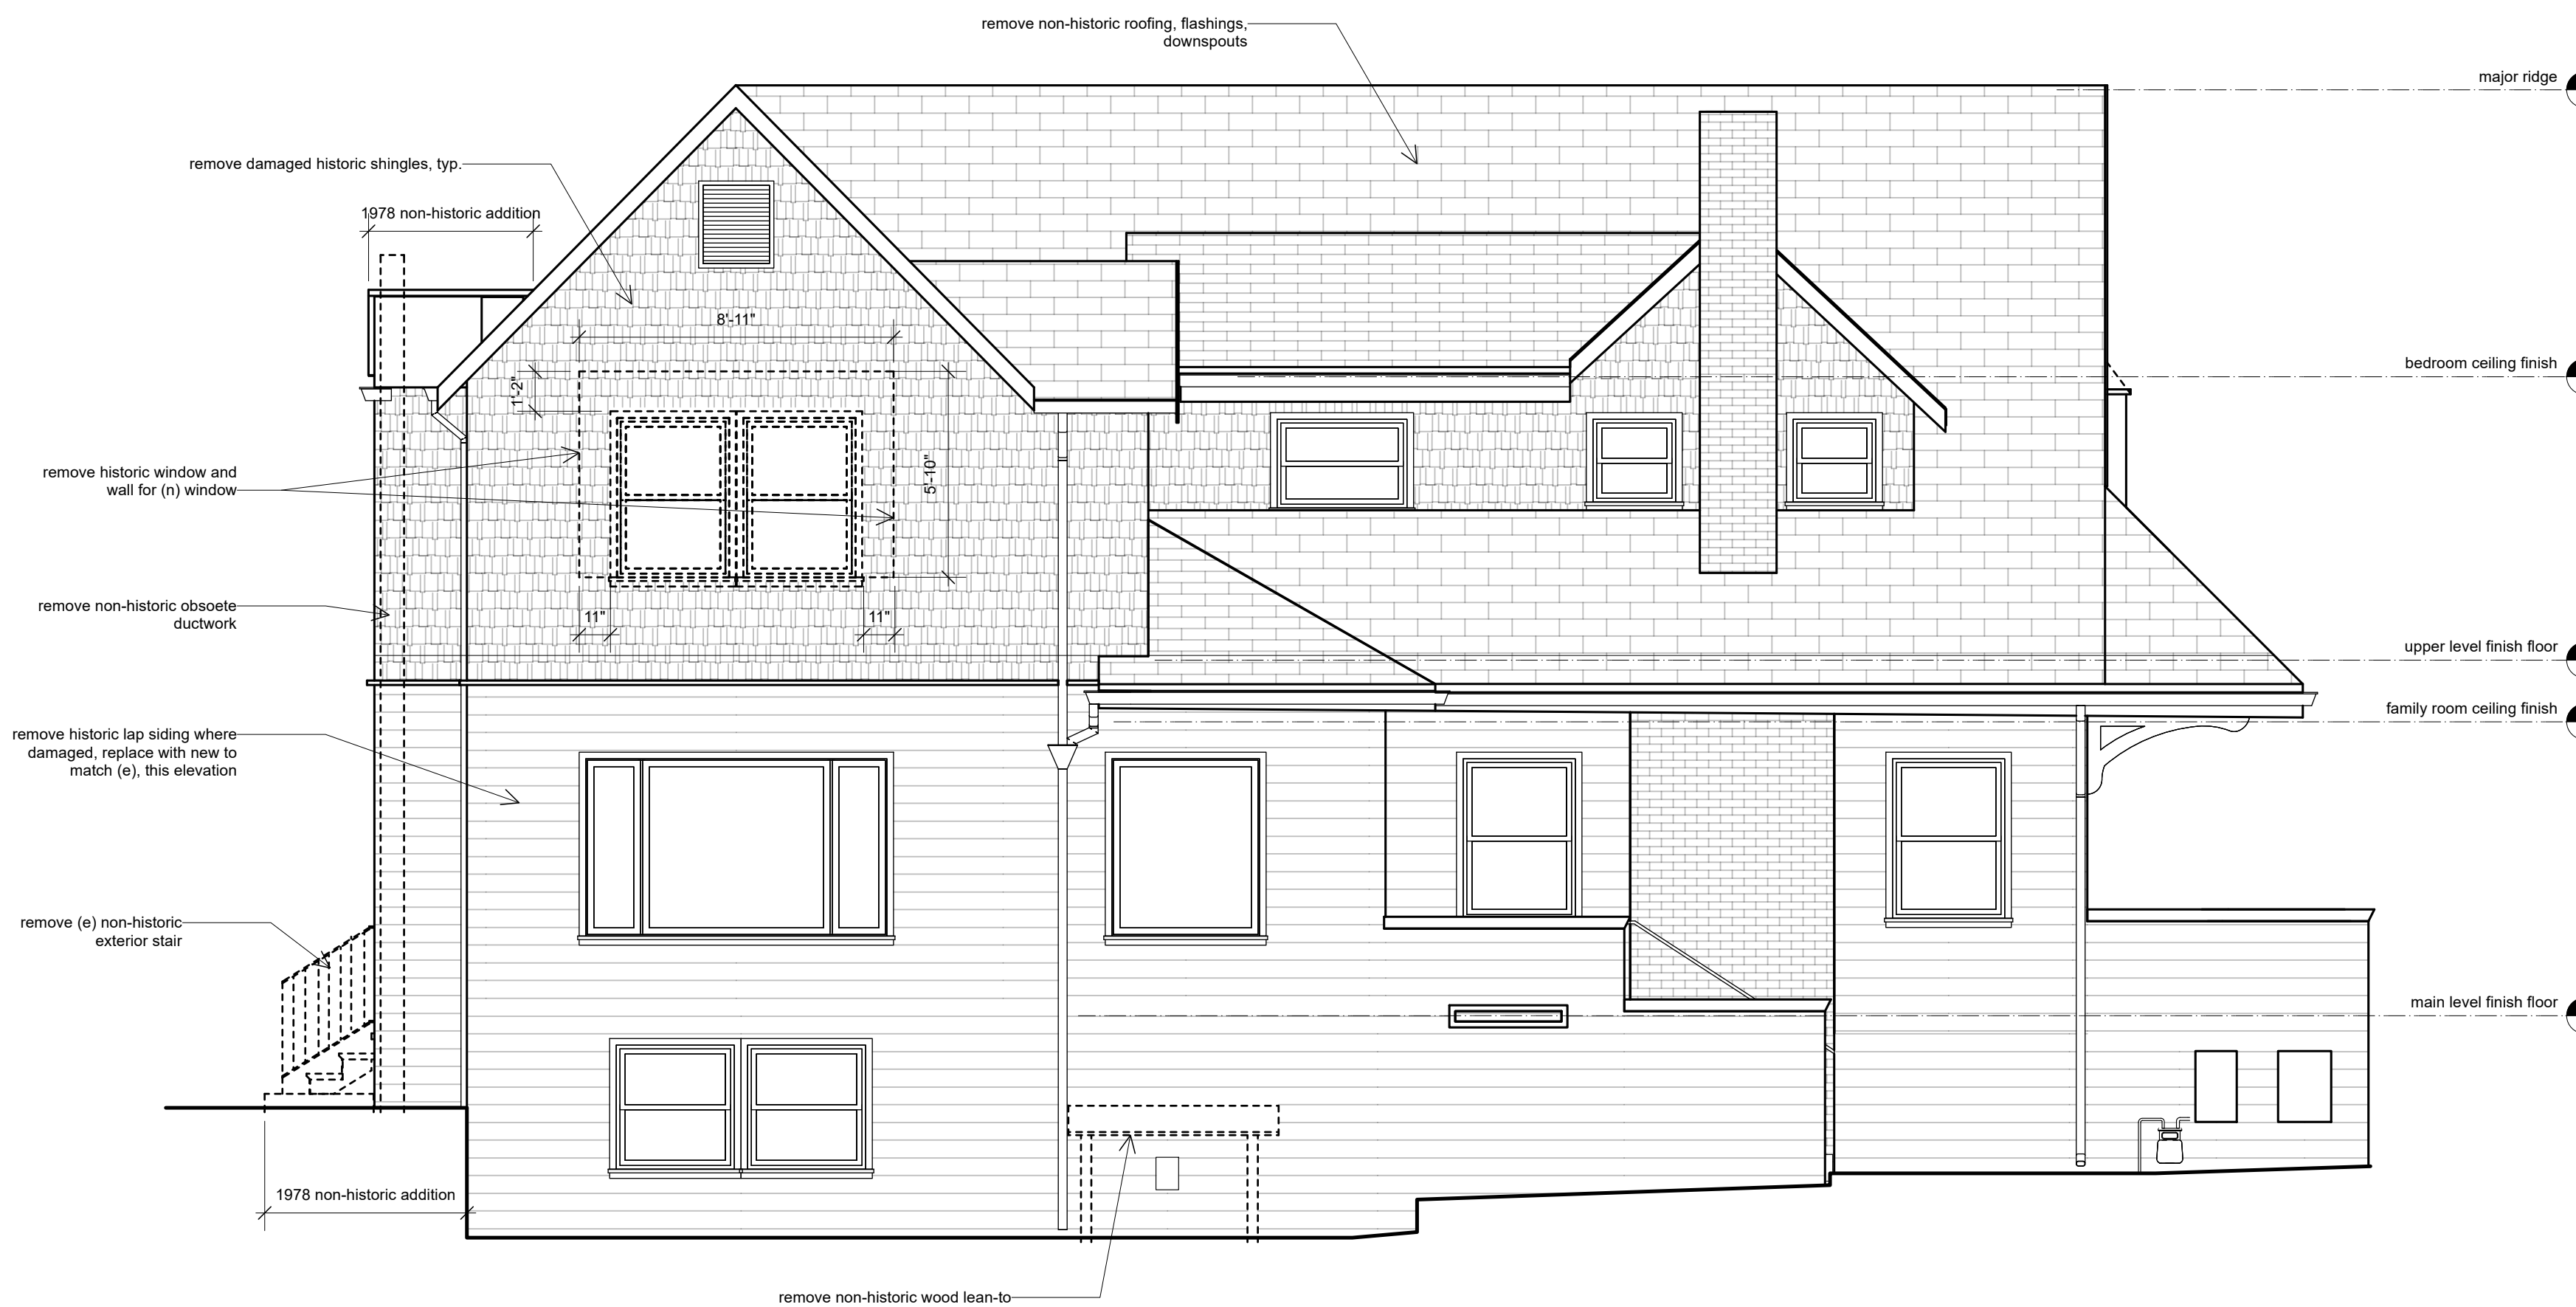 remove non-historic roofing, flashings,
downspouts
major ridge
remove damaged historic shingles, typ.
1978 non-historic addition
8'-11"
bedroom ceiling finish
1'-2"
5'-10"
remove historic window and
wall for (n) window
remove non-historic obsoete
ductwork
11"
11"
upper level finish floor
family room ceiling finish
remove historic lap siding where
damaged, replace with new to
match (e), this elevation
remove (e) non-historic
exterior stair
main level finish floor
1978 non-historic addition
remove non-historic wood lean-to